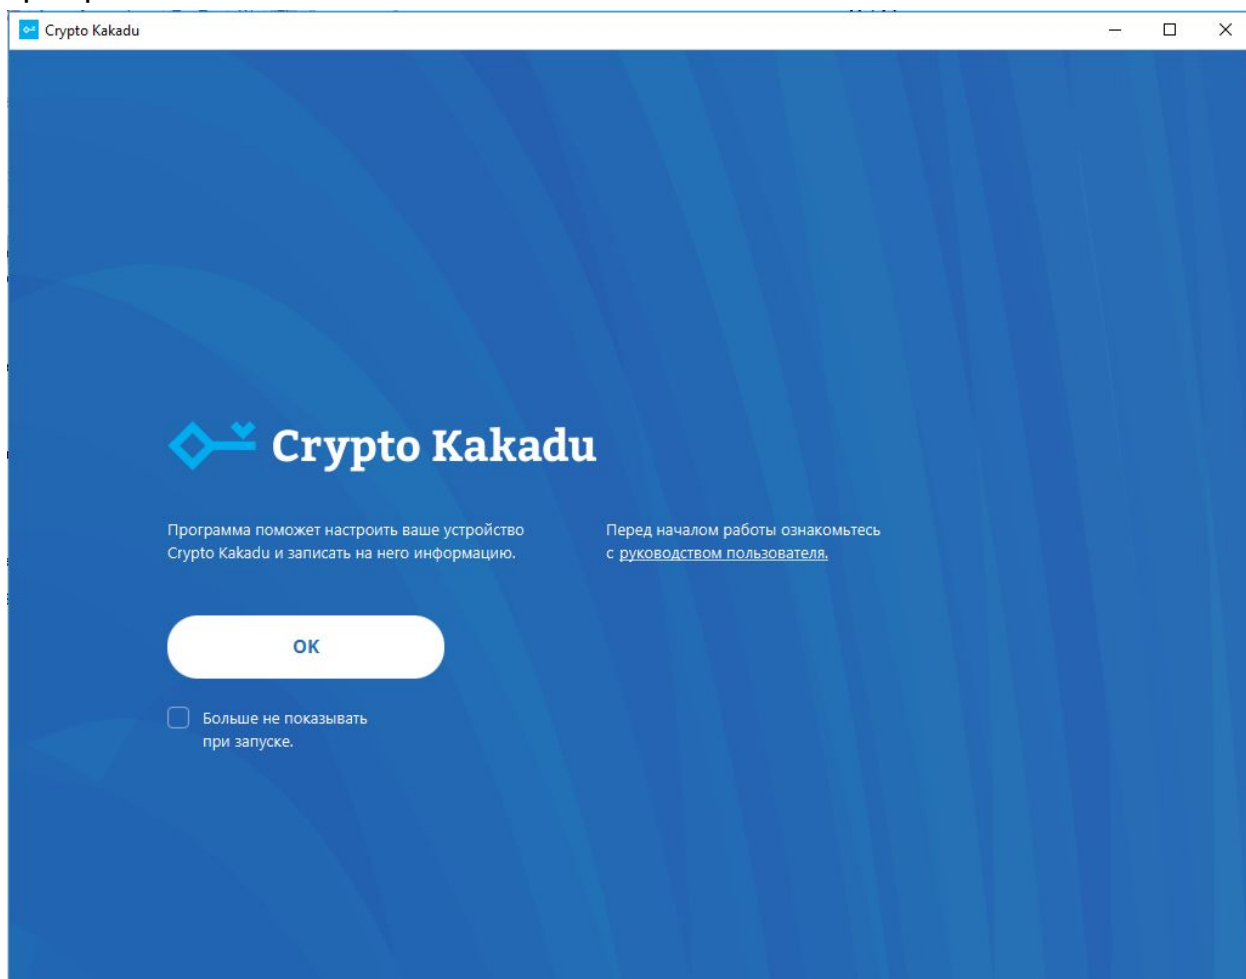 Crypto Kakadu
Crypto Kakadu
Программа поможет настроить ваше устройство
Crypto Kakadu и записать на него информацию.
Перед началом работы ознакомьтесь
с руководством пользователя.
ОК
Больше не показывать
при запуске.